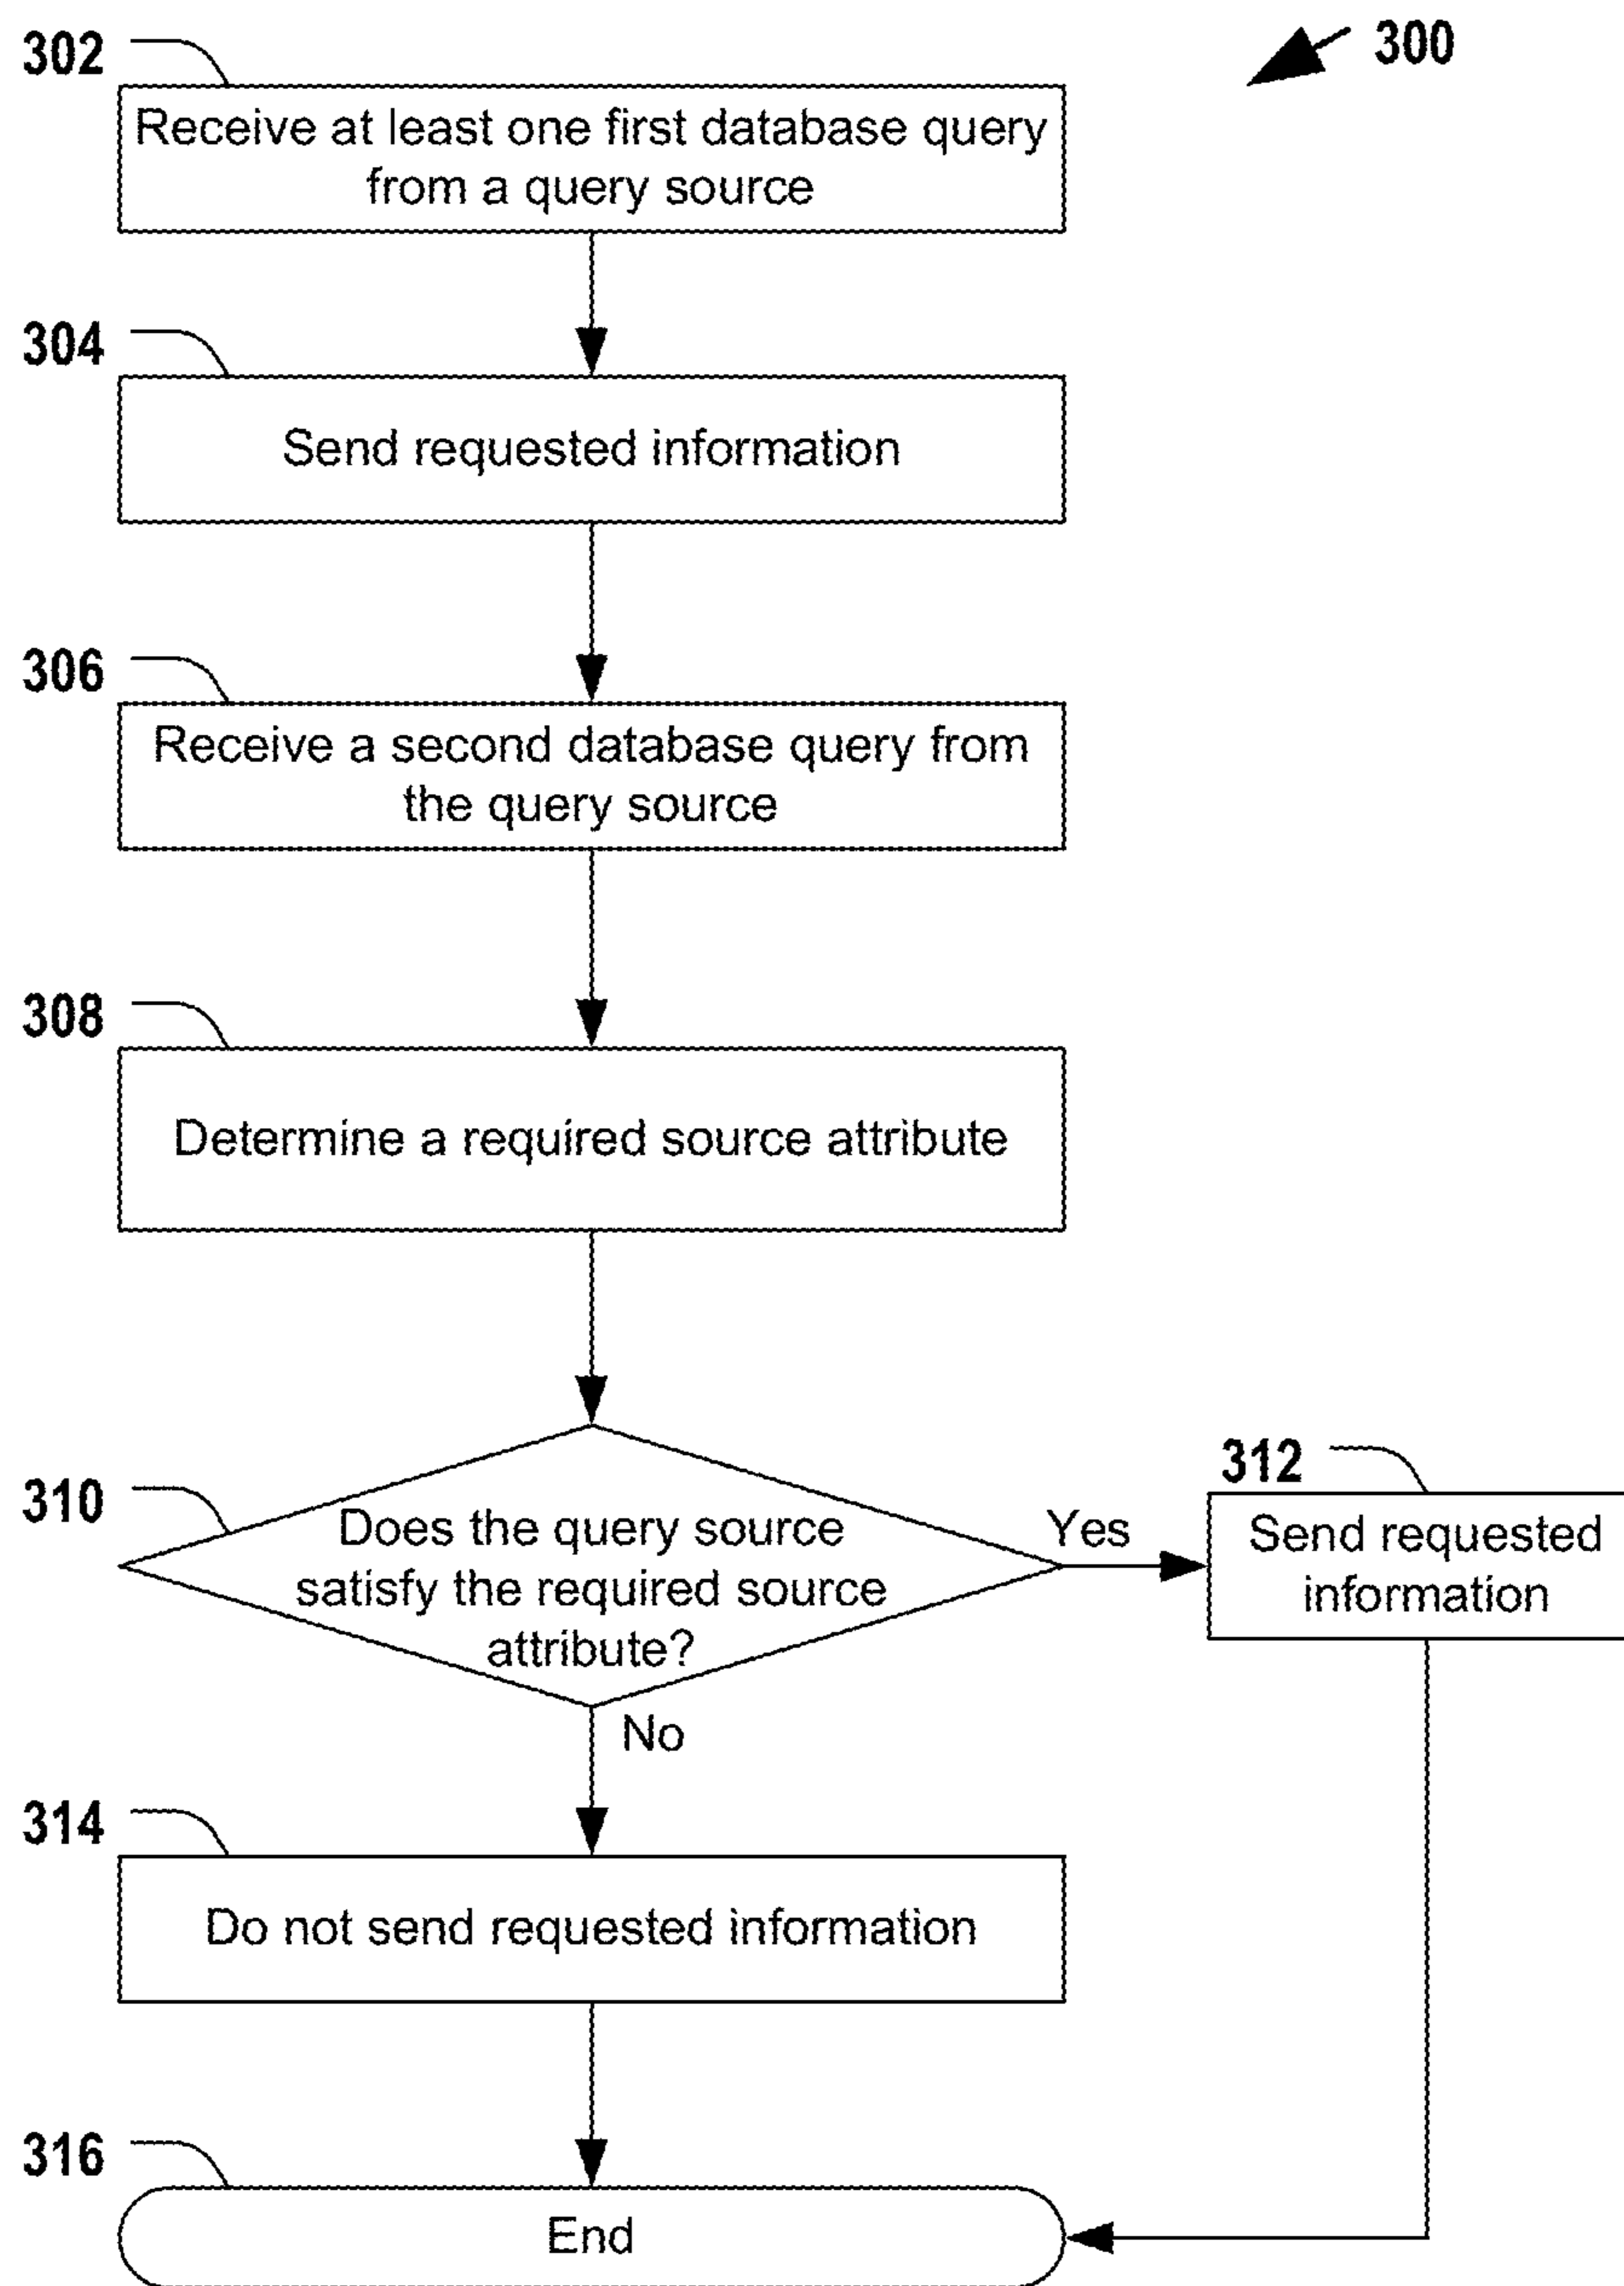 300
302
Receive at least one first database query
from a query source
304
Send requested information
306
Receive a second database query from
the query source
308
Determine a required source attribute
310
Does the query source
satisfy the required source
attribute?
Yes
312
Send requested
information
No
314
Do not send requested information
316
End